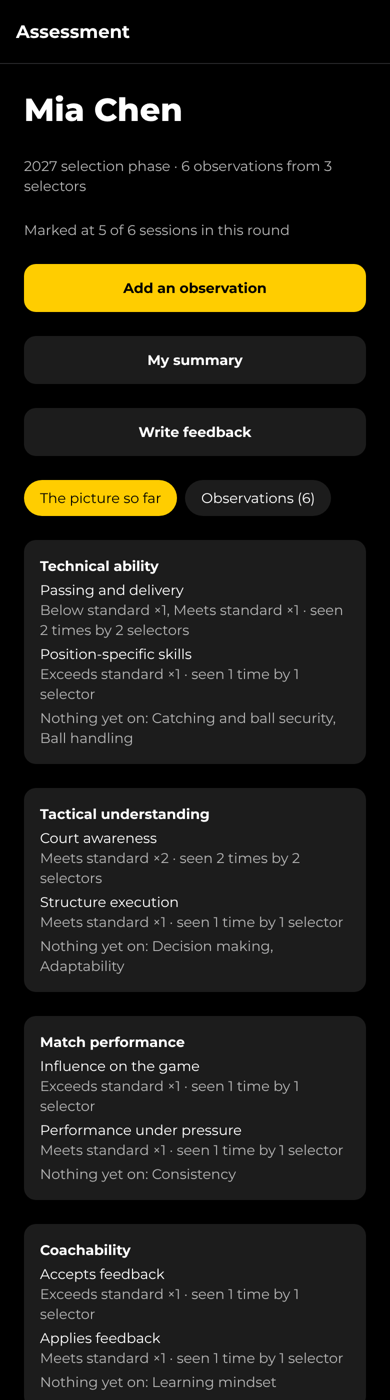 Assessment
Mia Chen
2027 selection phase · 6 observations from 3
selectors
Marked at 5 of 6 sessions in this round
Add an observation
My summary
Write feedback
The picture so far
Observations (6)
Technical ability
Passing and delivery
Below standard ×1, Meets standard ×1 · seen
2 times by 2 selectors
Position-specific skills
Exceeds standard ×1 · seen 1 time by 1
selector
Nothing yet on: Catching and ball security,
Ball handling
Tactical understanding
Court awareness
Meets standard ×2 · seen 2 times by 2
selectors
Structure execution
Meets standard ×1 · seen 1 time by 1 selector
Nothing yet on: Decision making,
Adaptability
Match performance
Influence on the game
Exceeds standard ×1 · seen 1 time by 1
selector
Performance under pressure
Meets standard ×1 · seen 1 time by 1 selector
Nothing yet on: Consistency
Coachability
Accepts feedback
Exceeds standard ×1 · seen 1 time by 1
selector
Applies feedback
Meets standard ×1 · seen 1 time by 1 selector
Nothing yet on: Learning mindset